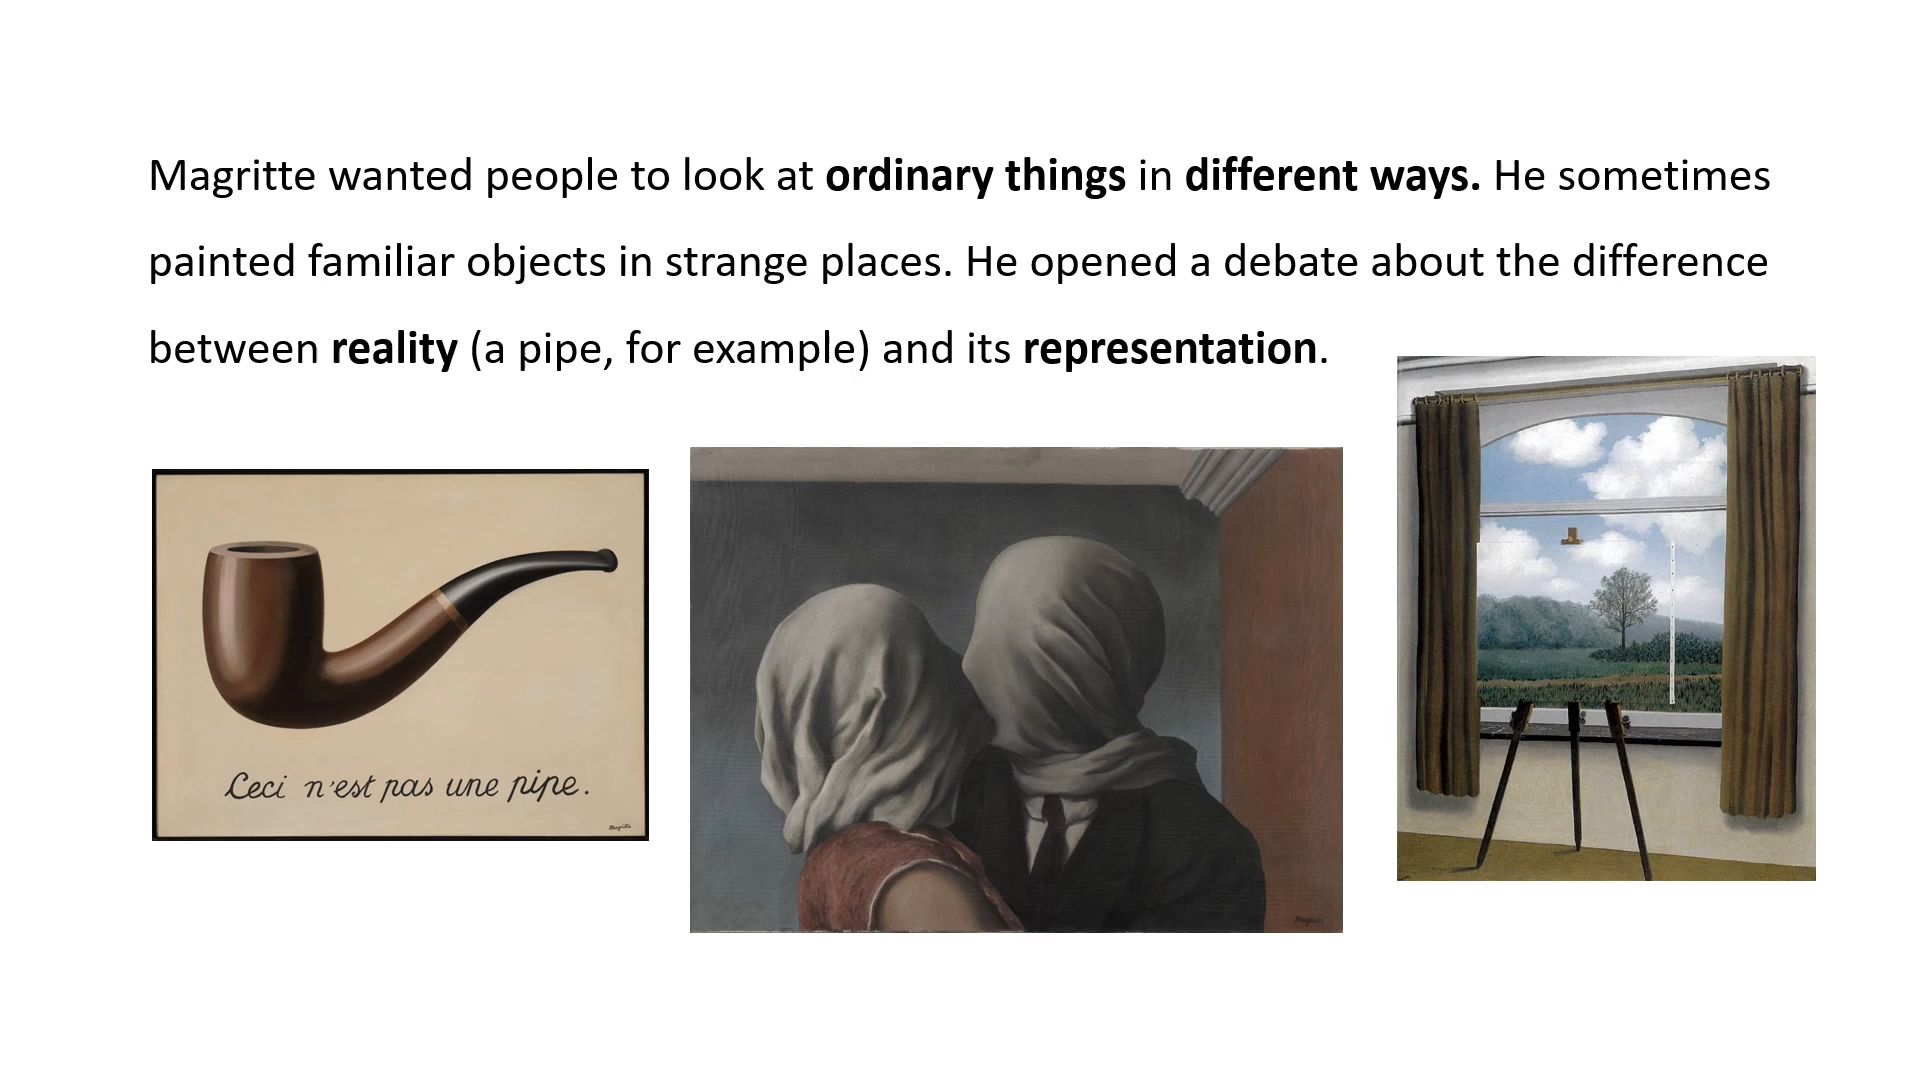 Magritte wanted people to look at ordinary things in different ways. He sometimes
painted familiar objects in strange places. He opened a debate about the difference
between reality (a pipe, for example) and its representation.
Ceci n'est pas une pipe.
Magritte